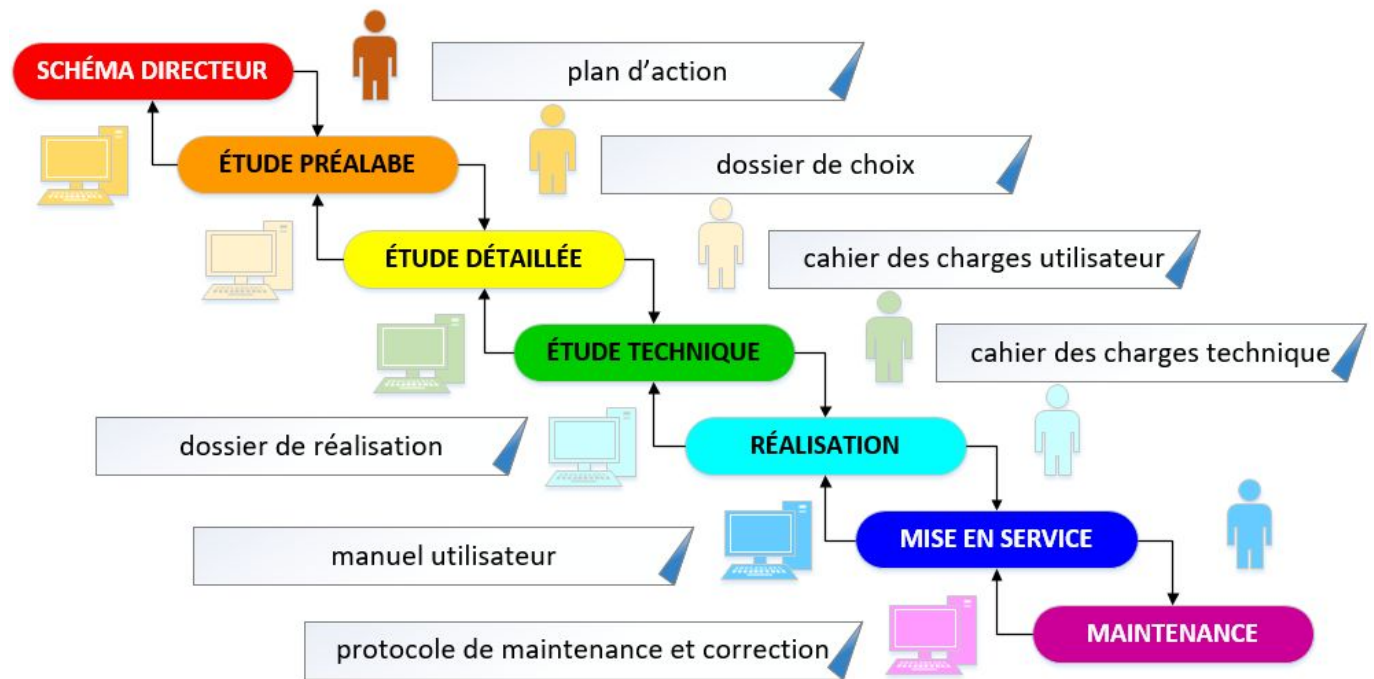 SCHÉMA DIRECTEUR
plan d’action
ÉTUDE PRÉALABE
dossier de choix
ÉTUDE DÉTAILLÉE
cahier des charges utilisateur
ÉTUDE TECHNIQUE
cahier des charges technique
dossier de réalisation
RÉALISATION
manuel utilisateur
MISE EN SERVICE
protocole de maintenance et correction
MAINTENANCE